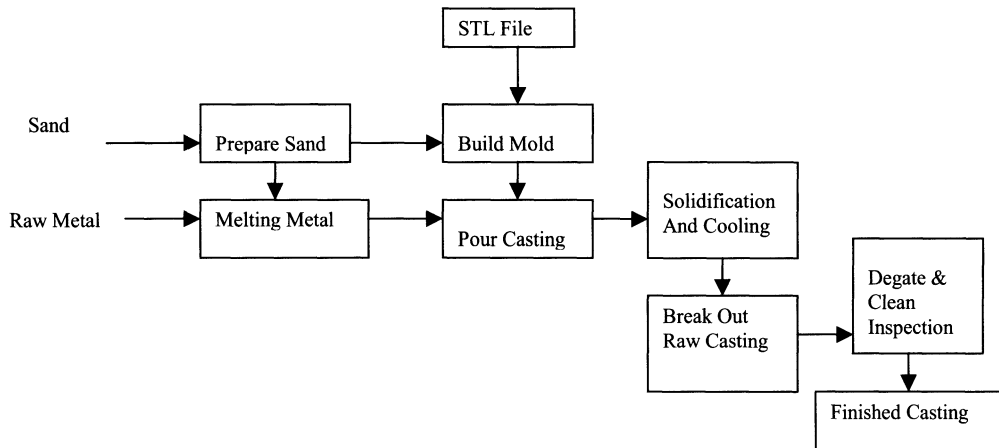 STL File
Sand
Prepare Sand
Build Mold
Raw Metal
Melting Metal
Pour Casting
Solidification
And Cooling
Break Out
Raw Casting
Degate &
Clean
Inspection
Finished Casting